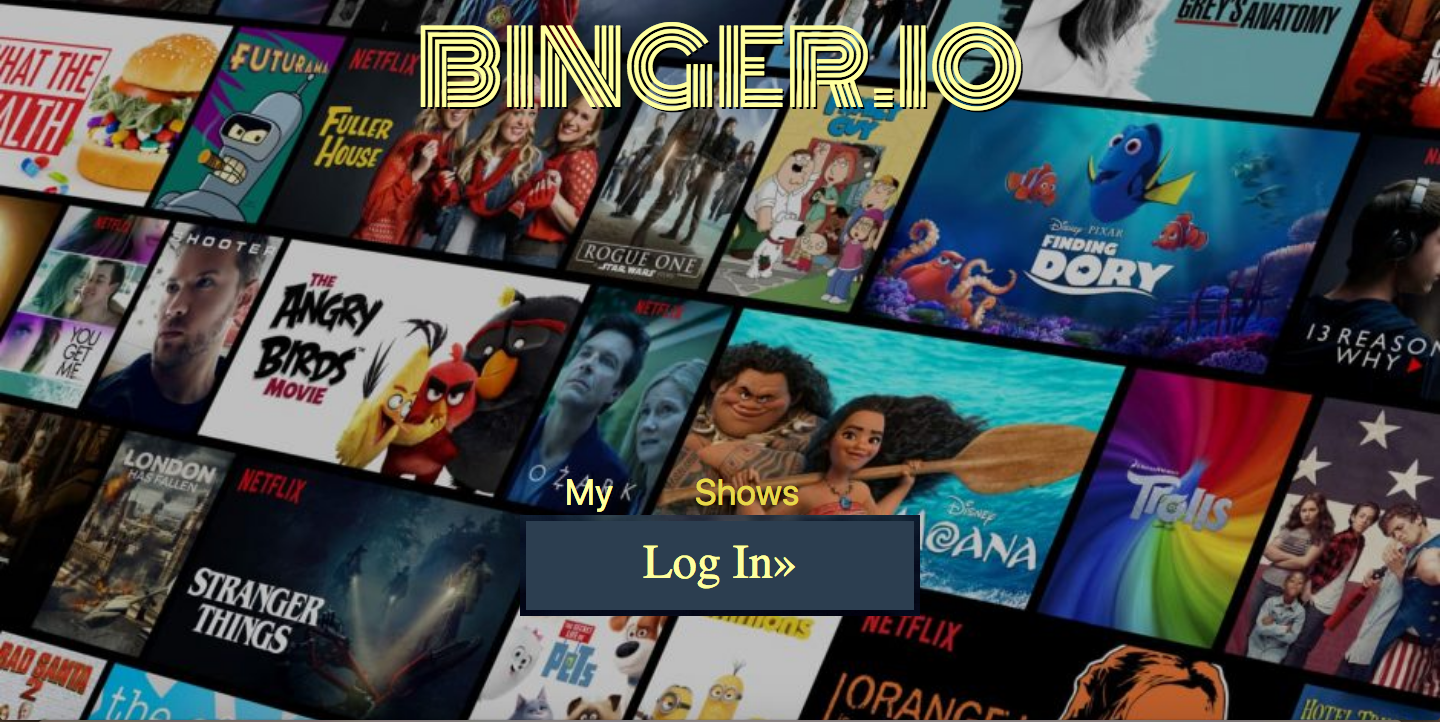 BINGER.IO
GREY'S ANATOMY
WHAT THE
HEALTH
FUTURAMA
NETFLIX
FULLER
HOUSE
ROGUE ONE
STAR WARS
FAMILY
GUY
Disney PIXAR
FINDING
DORY
13 REASONS
WHY
NETFLIX
YOU
GET
ME
SHOOTER
THE
ANGRY
BIRDS
MOVIE
NETFLIX
OZARK
My Shows
Log In»
Disney
MOANA
DREAMWORKS
Trolls
LONDON
HAS FALLEN
NETFLIX
STRANGER
THINGS
BAD SANTA
2
the
THE SECRET
LIFE OF
PETS
minions
NETFLIX
ORANGE
HOTEL